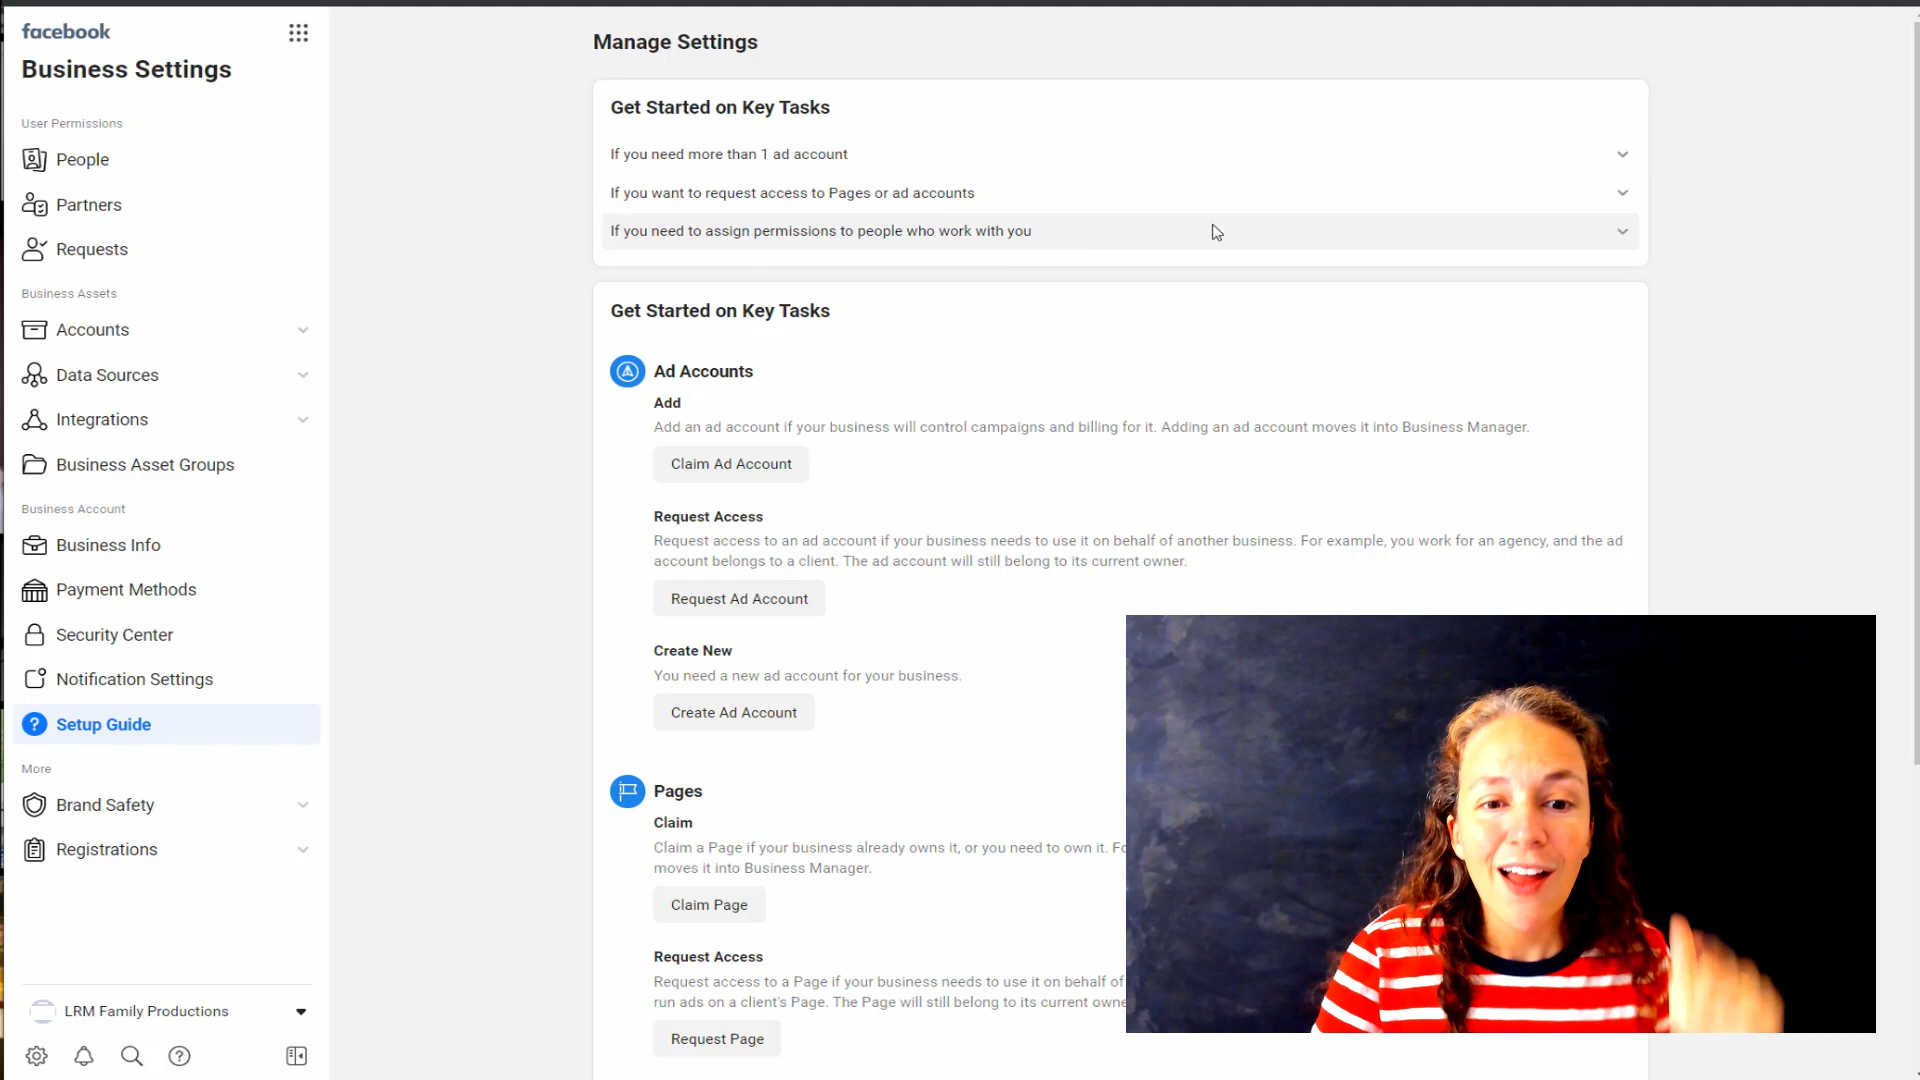 facebook
Business Settings
User Permissions
People
Partners
Requests
Business Assets
Accounts
Data Sources
Integrations
Business Asset Groups
Business Account
Business Info
Payment Methods
Security Center
Notification Settings
Setup Guide
More
Brand Safety
Registrations
LRM Family Productions
Manage Settings
Get Started on Key Tasks
If you need more than 1 ad account
If you want to request access to Pages or ad accounts
If you need to assign permissions to people who work with you
Get Started on Key Tasks
Ad Accounts
Add
Add an ad account if your business will control campaigns and billing for it. Adding an ad account moves it into Business Manager.
Claim Ad Account
Request Access
Request access to an ad account if your business needs to use it on behalf of another business. For example, you work for an agency, and the ad
account belongs to a client. The ad account will still belong to its current owner.
Request Ad Account
Create New
You need a new ad account for your business.
Create Ad Account
Pages
Claim
Claim a Page if your business already owns it, or you need to own it.
moves it into Business Manager.
Claim Page
Request Access
Request access to a Page if your business needs to use it on behalf of
run ads on a client's Page. The Page will still belong to its current
Request Page